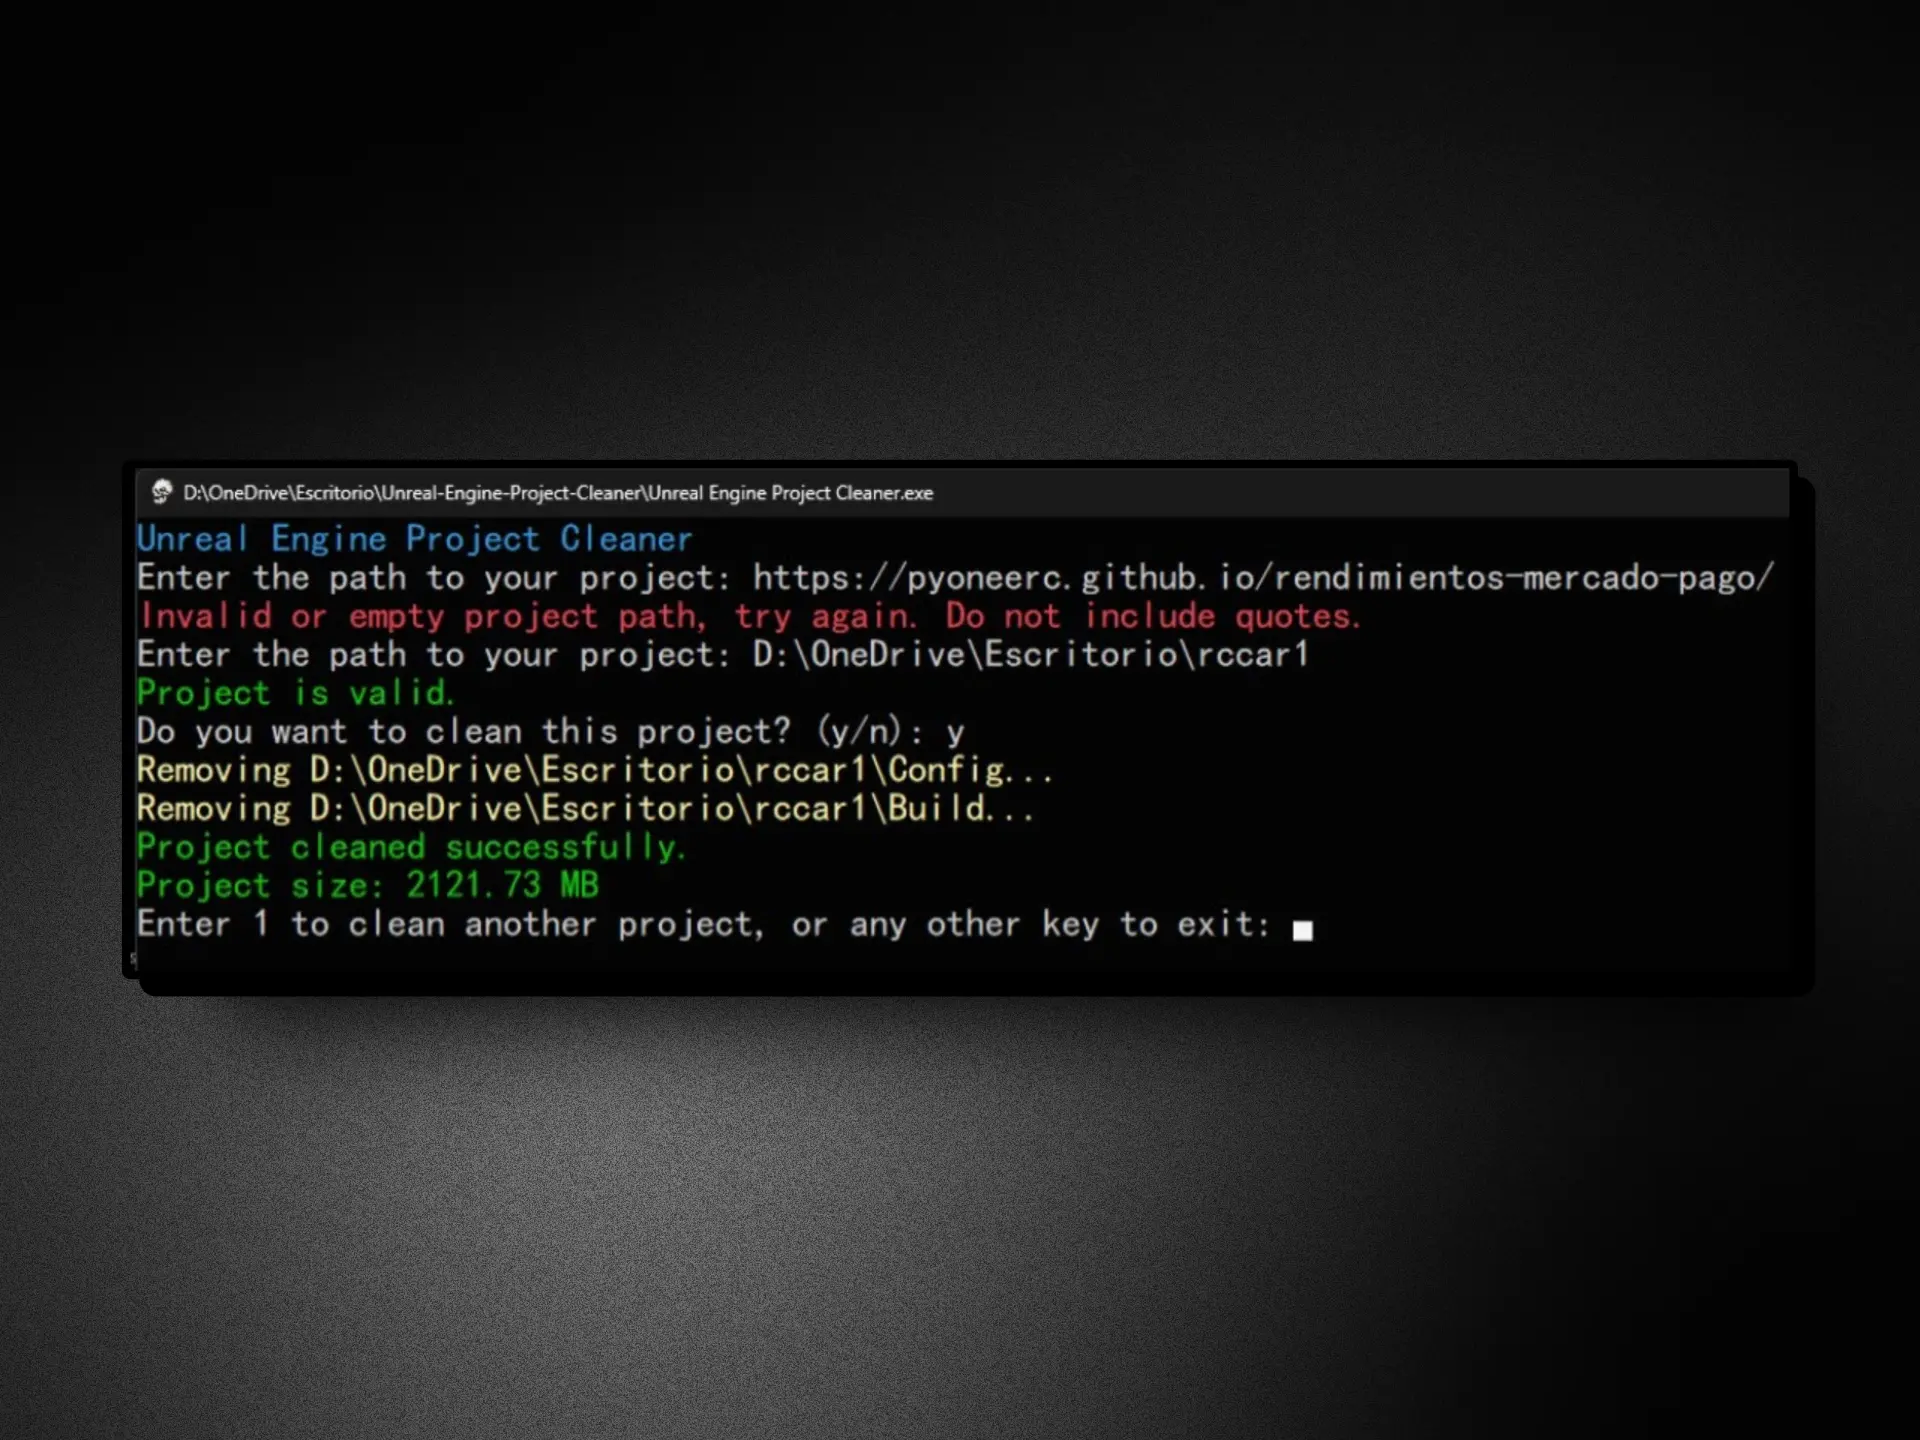 D:\OneDrive\Escritorio\Unreal-Engine-Project-Cleaner\Unreal Engine Project Cleaner.exe
Unreal Engine Project Cleaner
Enter the path to your project: https://pyoneerc.github.io/rendimientos-mercado-pago/
Invalid or empty project path, try again. Do not include quotes.
Enter the path to your project: D:\OneDrive\Escritorio\rccar1
Project is valid.
Do you want to clean this project? (y/n): y
Removing D:\OneDrive\Escritorio\rccar1\Config...
Removing D:\OneDrive\Escritorio\rccar1\Build...
Project cleaned successfully.
Project size: 2121.73 MB
Enter 1 to clean another project, or any other key to exit: